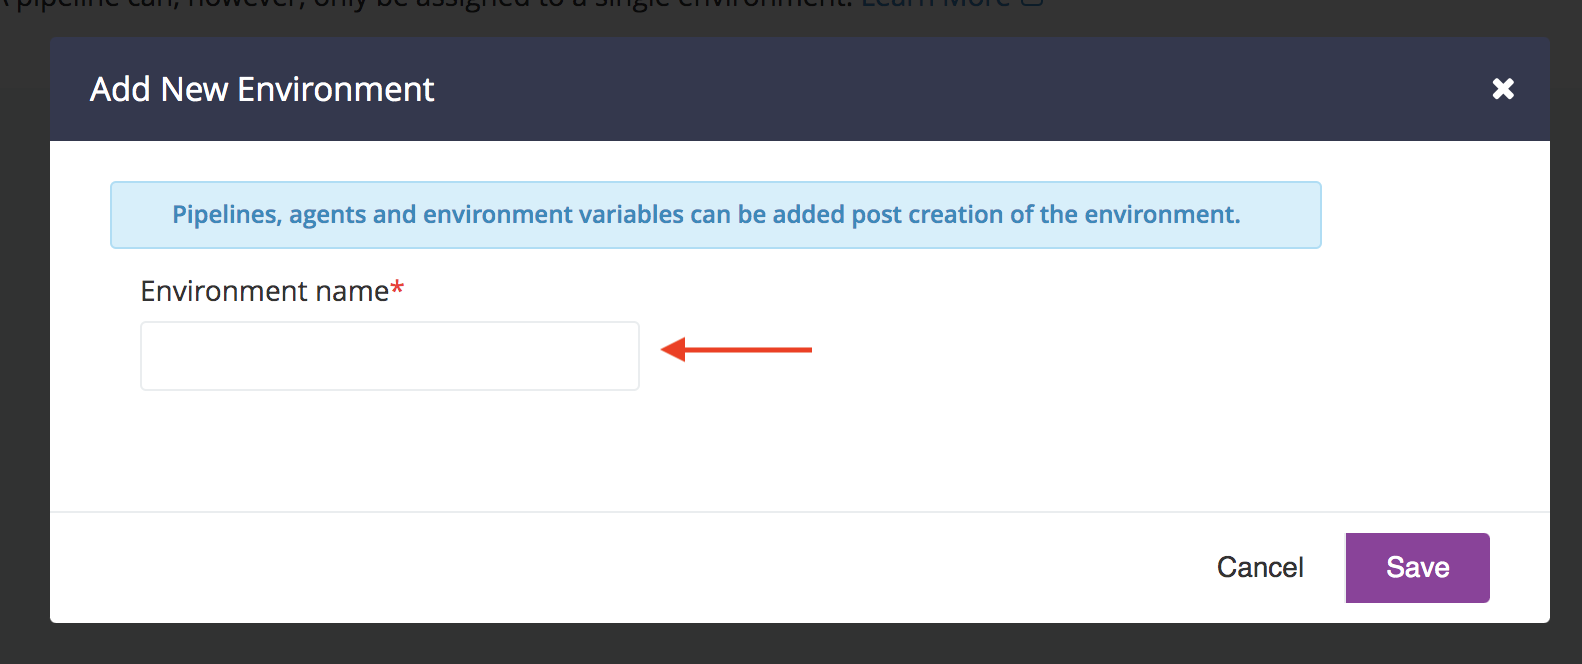 pipeline can, however, only be assigned to a single environment. Learn More
Add New Environment
Pipelines, agents and environment variables can be added post creation of the environment.
Environment name*
Cancel
Save